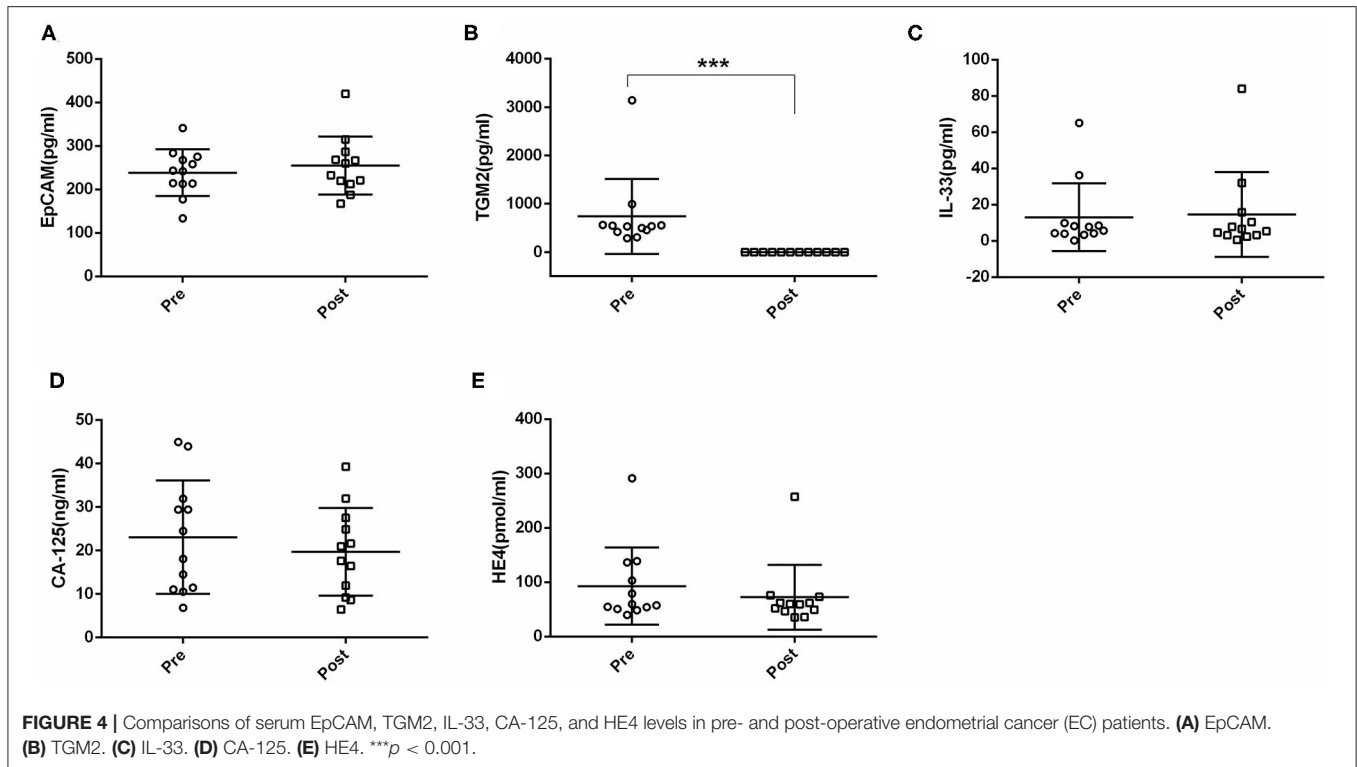 A
500
400
300
200
100
0
EpCAM(pg/ml)
Pre
Post
B
4000
3000
2000
1000
0
TGM2(pg/ml)
***
Pre
Post
C
100
80
60
40
20
0
-20
IL-33(pg/ml)
Pre
Post
D
50
40
30
20
10
0
CA-125(ng/ml)
Pre
Post
E
400
300
200
100
0
HE4(pmol/ml)
Pre
Post
FIGURE 4 | Comparisons of serum EpCAM, TGM2, IL-33, CA-125, and HE4 levels in pre- and post-operative endometrial cancer (EC) patients. (A) EpCAM.
(B) TGM2. (C) IL-33. (D) CA-125. (E) HE4. ***p < 0.001.